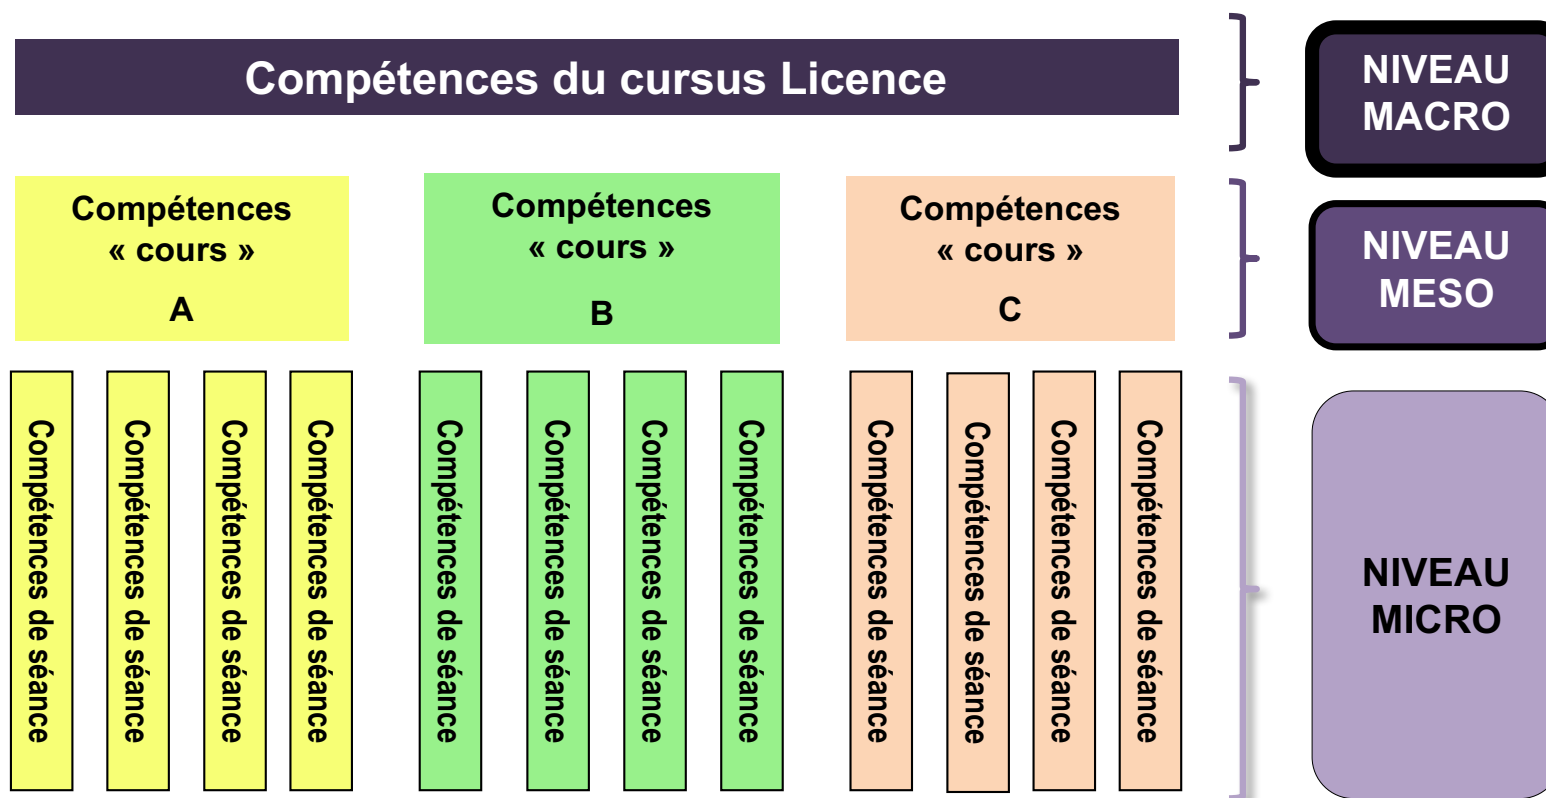 Compétences du cursus Licence
NIVEAU
MACRO
Compétences
« cours »
A
Compétences
« cours »
B
Compétences
« cours »
C
NIVEAU
MESO
Compétences de séance
Compétences de séance
Compétences de séance
Compétences de séance
Compétences de séance
Compétences de séance
Compétences de séance
Compétences de séance
Compétences de séance
Compétences de séance
Compétences de séance
Compétences de séance
NIVEAU
MICRO